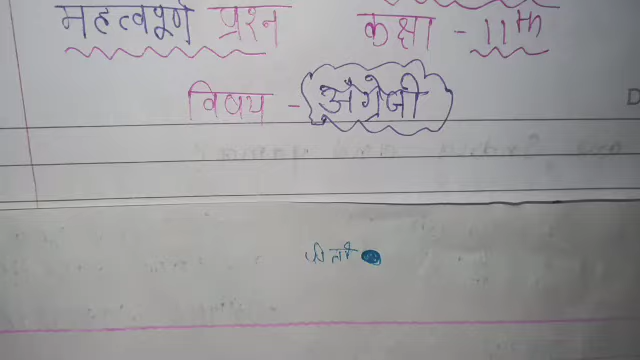 महत्वपूर्ण प्रश्न कक्षा - 11th
विषय - अंग्रेजी